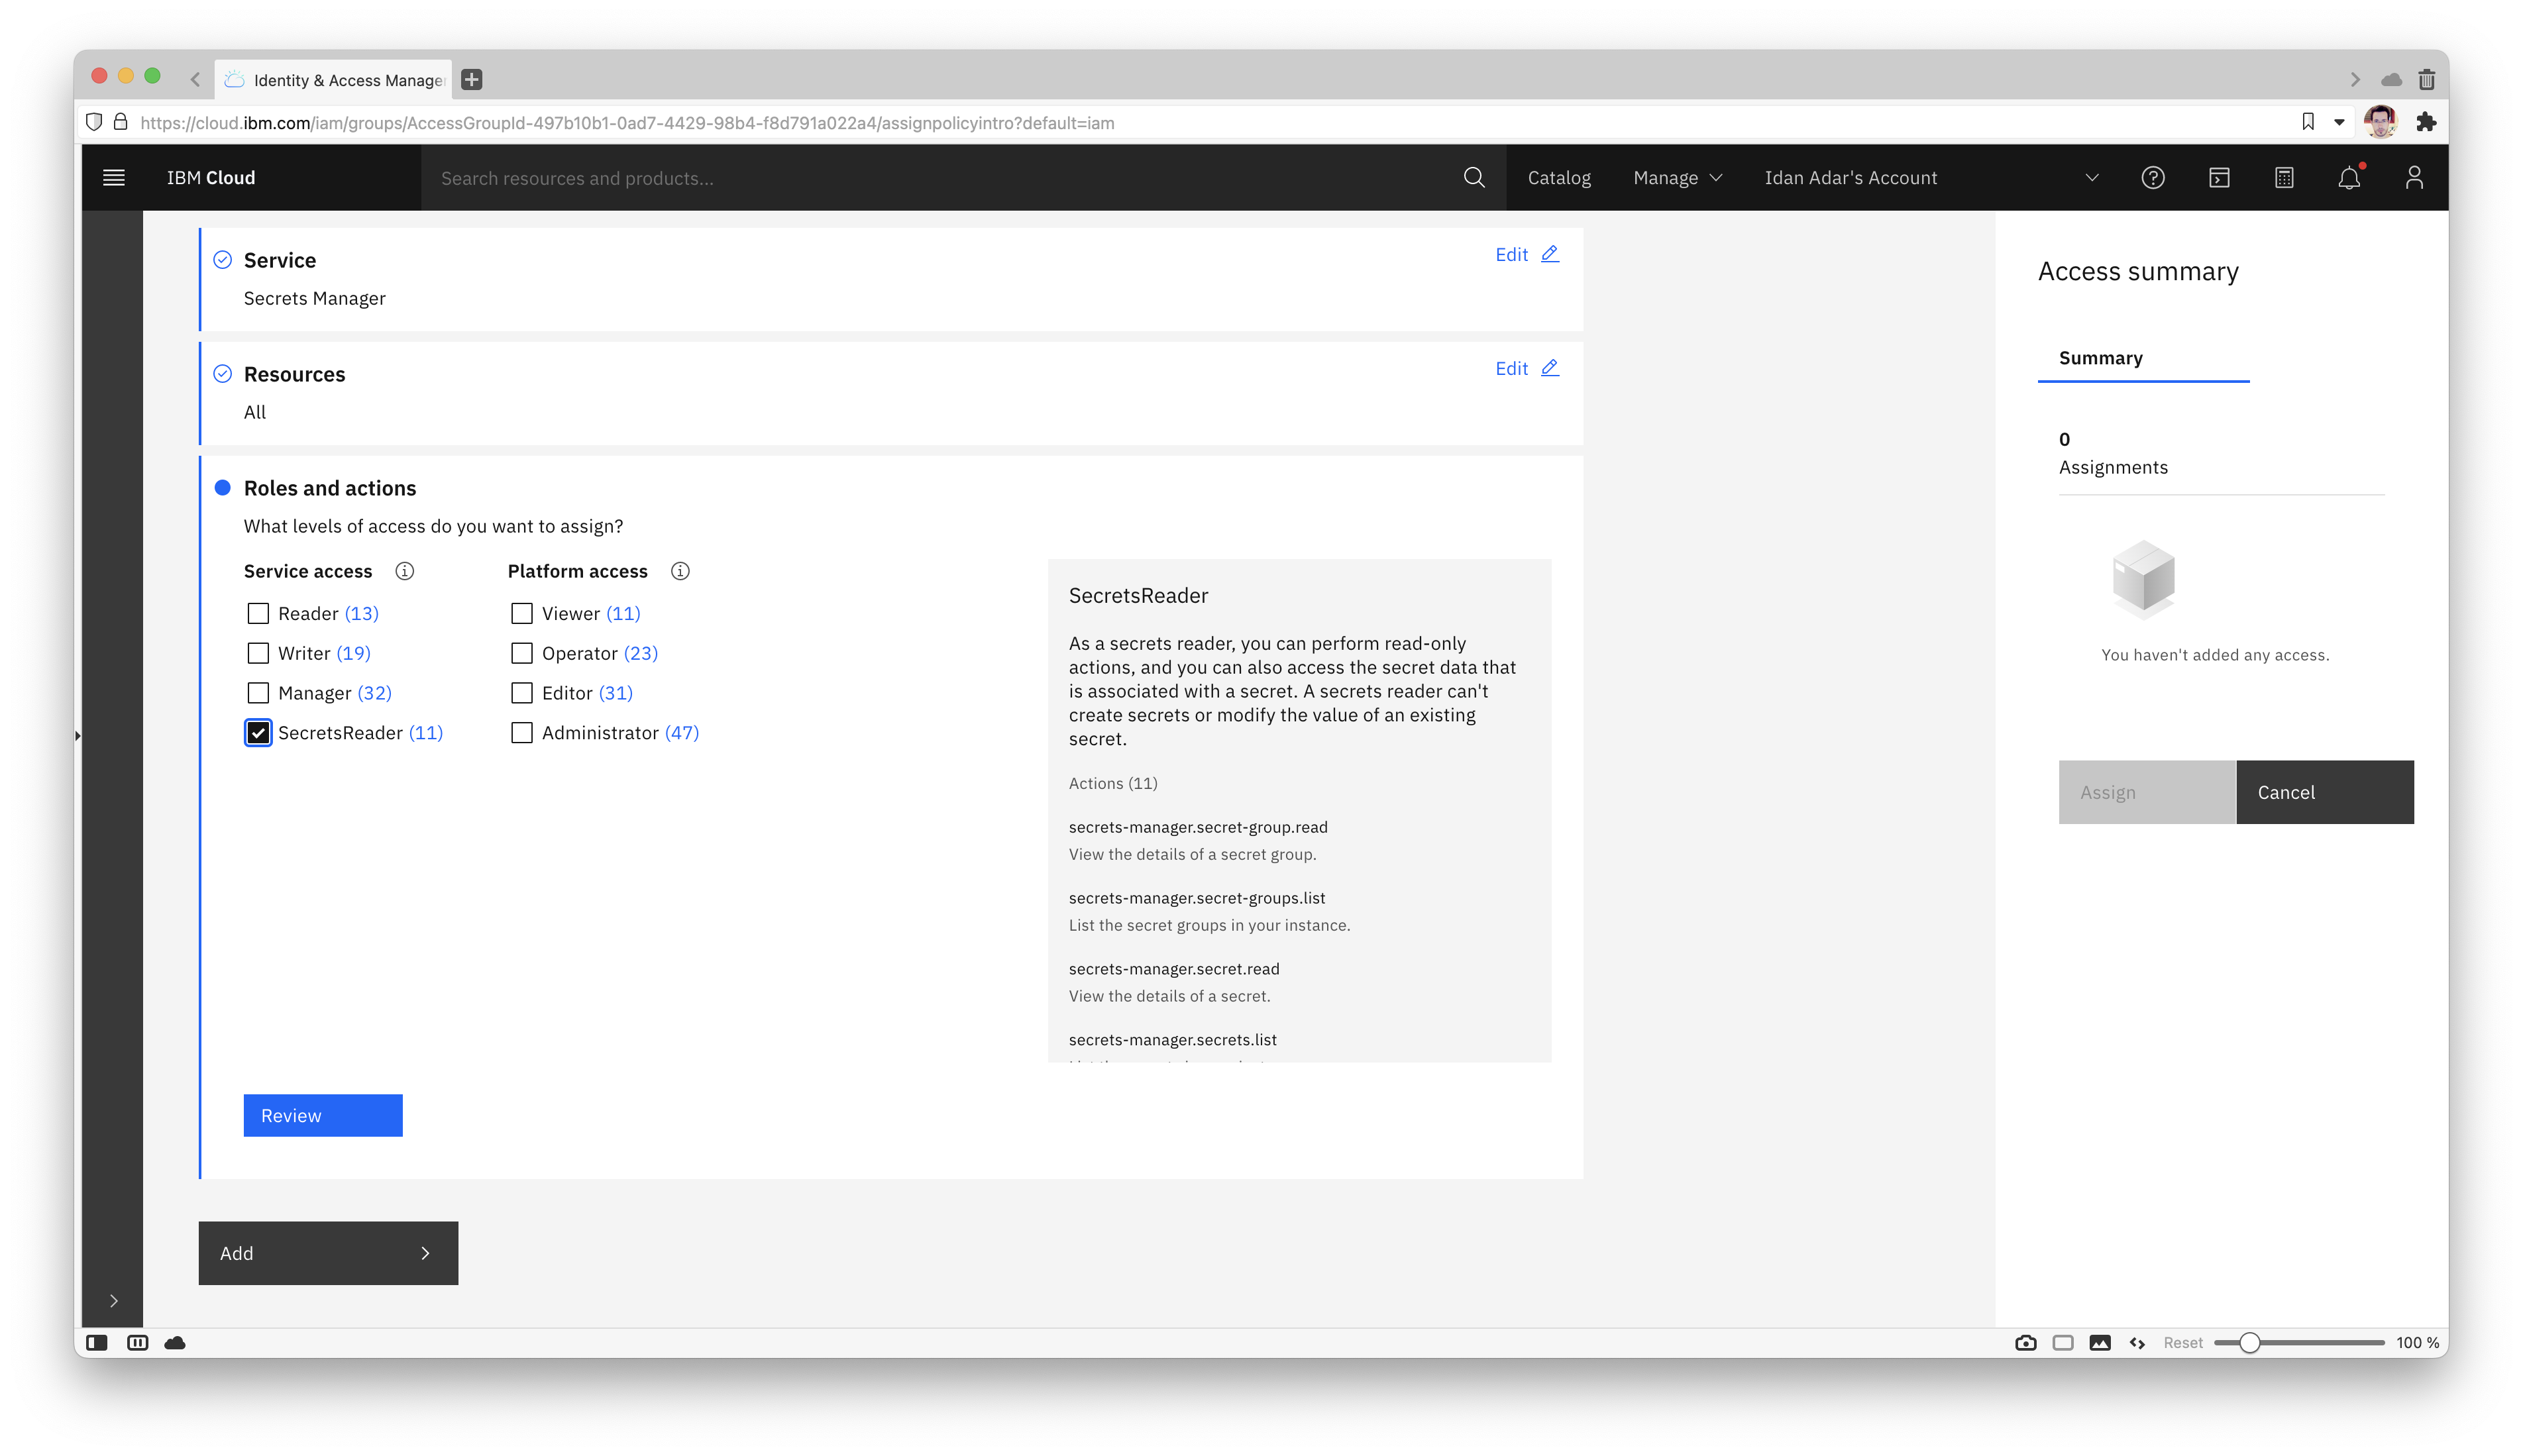 Identity & Access Manage
https://cloud.ibm.com/iam/groups/AccessGroupId-497b10b1-0ad7-4429-98b4-f8d791a022a4/assignpolicyintro?default=iam
IBM Cloud
Search resources and products...
Catalog
Manage
Idan Adar's Account
Service
Edit
Secrets Manager
Resources
Edit
All
Roles and actions
What levels of access do you want to assign?
Service access
Platform access
Reader (13)
Viewer (11)
Writer (19)
Operator (23)
Manager (32)
Editor (31)
SecretsReader (11)
Administrator (47)
SecretsReader
As a secrets reader, you can perform read-only
actions, and you can also access the secret data that
is associated with a secret. A secrets reader can't
create secrets or modify the value of an existing
secret.
Actions (11)
secrets-manager.secret-group.read
View the details of a secret group.
secrets-manager.secret-groups.list
List the secret groups in your instance.
secrets-manager.secret.read
View the details of a secret.
secrets-manager.secrets.list
Review
Add
Access summary
Summary
0
Assignments
You haven't added any access.
Assign
Cancel
Reset
100 %